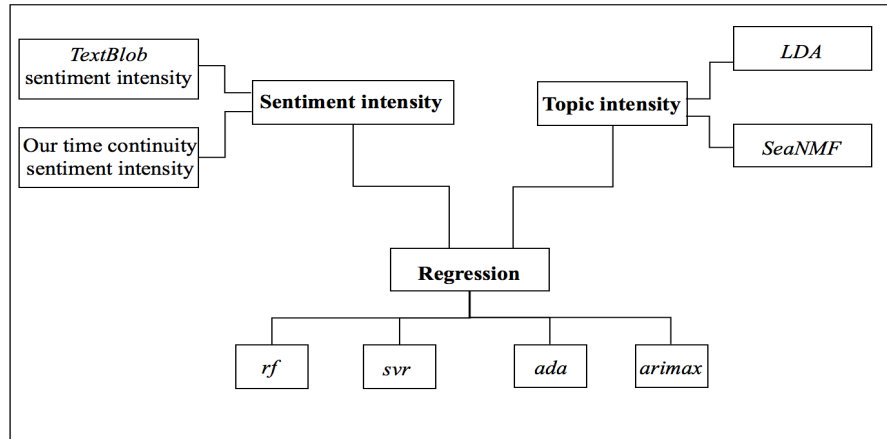 TextBlob
sentiment intensity
Our time continuity
sentiment intensity
Sentiment intensity
Topic intensity
LDA
SeaNMF
Regression
rf
svr
ada
arimax